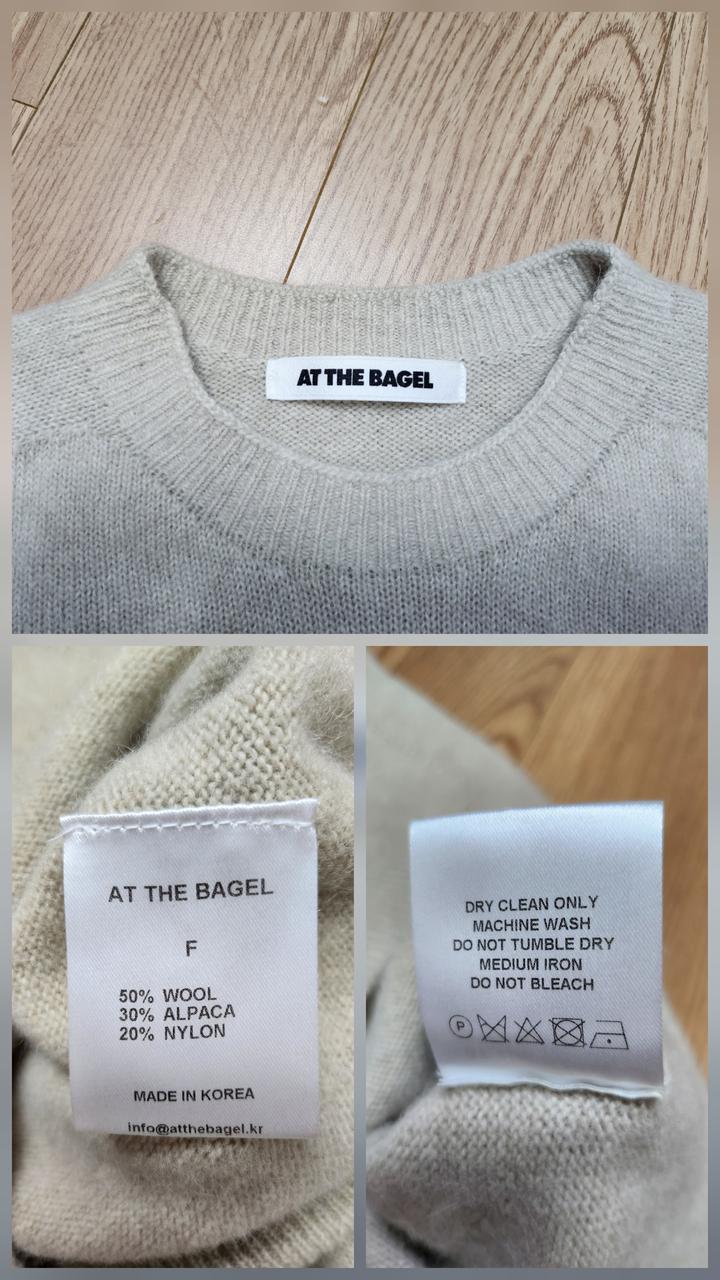 AT THE BAGEL
AT THE BAGEL
F
50% WOOL
30% ALPACA
20% NYLON
MADE IN KOREA
info@atthebagel.kr
DRY CLEAN ONLY
MACHINE WASH
DO NOT TUMBLE DRY
MEDIUM IRON
DO NOT BLEACH
P